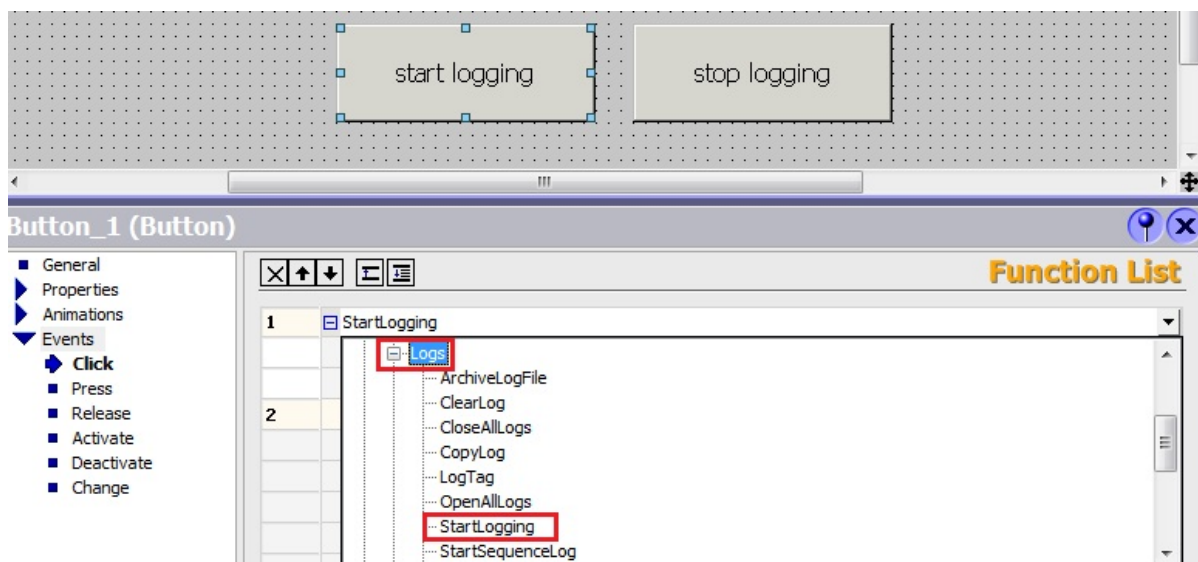 start logging
stop logging
Button_1 (Button)
General
Properties
Animations
Events
Click
Press
Release
Activate
Deactivate
Change
Function List
1
StartLogging
Logs
ArchiveLogFile
ClearLog
2
CloseAllLogs
CopyLog
LogTag
OpenAllLogs
StartLogging
StartSequenceLog